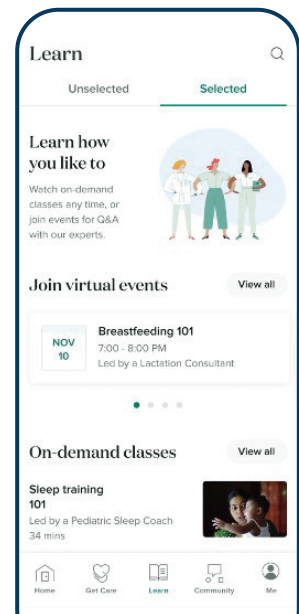 Learn
Unselected Selected
Learn how
you like to
Watch on-demand
classes any time, or
join events for Q&A
with our experts.
Join virtual events View all
NOV
10
Breastfeeding 101
7:00 - 8:00 PM
Led by a Lactation Consultant
On-demand classes View all
Sleep training
101
Led by a Pediatric Sleep Coach
34 mins
Home Get Care Learn Community Me